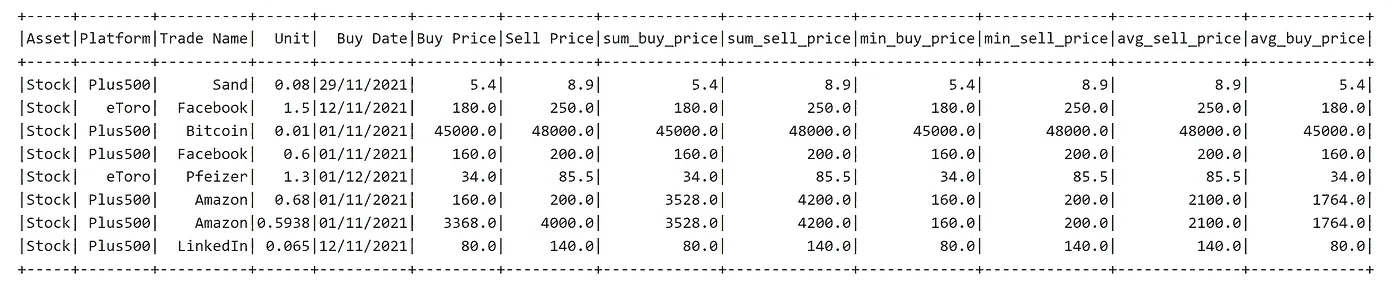 +-----+--------+----------+------+----------+---------+----------+-------------+--------------+-------------+--------------+--------------+-------------+
|Asset|Platform|Trade Name|  Unit|  Buy Date|Buy Price|Sell Price|sum_buy_price|sum_sell_price|min_buy_price|min_sell_price|avg_sell_price|avg_buy_price|
+-----+--------+----------+------+----------+---------+----------+-------------+--------------+-------------+--------------+--------------+-------------+
|Stock| Plus500|      Sand|  0.08|29/11/2021|      5.4|       8.9|          5.4|           8.9|          5.4|           8.9|           8.9|          5.4|
|Stock|  eToro|  Facebook|   1.5|12/11/2021|    180.0|     250.0|        180.0|         250.0|        180.0|         250.0|         250.0|        180.0|
|Stock| Plus500|   Bitcoin|  0.01|01/11/2021|  45000.0|   48000.0|      45000.0|       48000.0|      45000.0|       48000.0|       48000.0|      45000.0|
|Stock| Plus500|  Facebook|   0.6|01/11/2021|    160.0|     200.0|        160.0|         200.0|        160.0|         200.0|         200.0|        160.0|
|Stock|  eToro|   Pfeizer|   1.3|01/12/2021|     34.0|      85.5|         34.0|          85.5|         34.0|          85.5|          85.5|         34.0|
|Stock| Plus500|    Amazon|  0.68|01/11/2021|    160.0|     200.0|       3528.0|        4200.0|        160.0|         200.0|        2100.0|       1764.0|
|Stock| Plus500|    Amazon|0.5938|01/11/2021|   3368.0|    4000.0|       3528.0|        4200.0|        160.0|         200.0|        2100.0|       1764.0|
|Stock| Plus500|  LinkedIn| 0.065|12/11/2021|     80.0|     140.0|         80.0|         140.0|         80.0|         140.0|         140.0|         80.0|
+-----+--------+----------+------+----------+---------+----------+-------------+--------------+-------------+--------------+--------------+-------------+